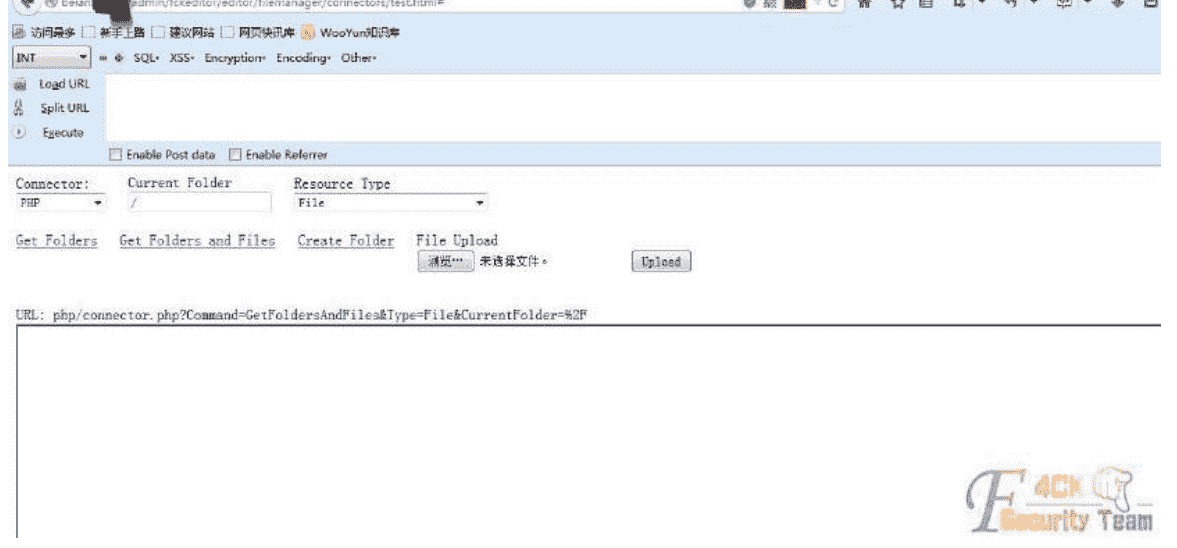 admin/fckeditor/editor/filemanager/connectors/test.html#
访问最多 新手上路 建议网站 网页快讯库 WooYun知识库
INT SQL▾ XSS▾ Encryption▾ Encoding▾ Other▾
Load URL
Split URL
Execute
Enable Post data Enable Referrer
Connector: Current Folder Resource Type
PHP / File
Get Folders Get Folders and Files Create Folder File Upload
浏览… 未选择文件。 Upload
URL: php/connector.php?Command=GetFoldersAndFiles&Type=File&CurrentFolder=%2F
F4CK
Security Team